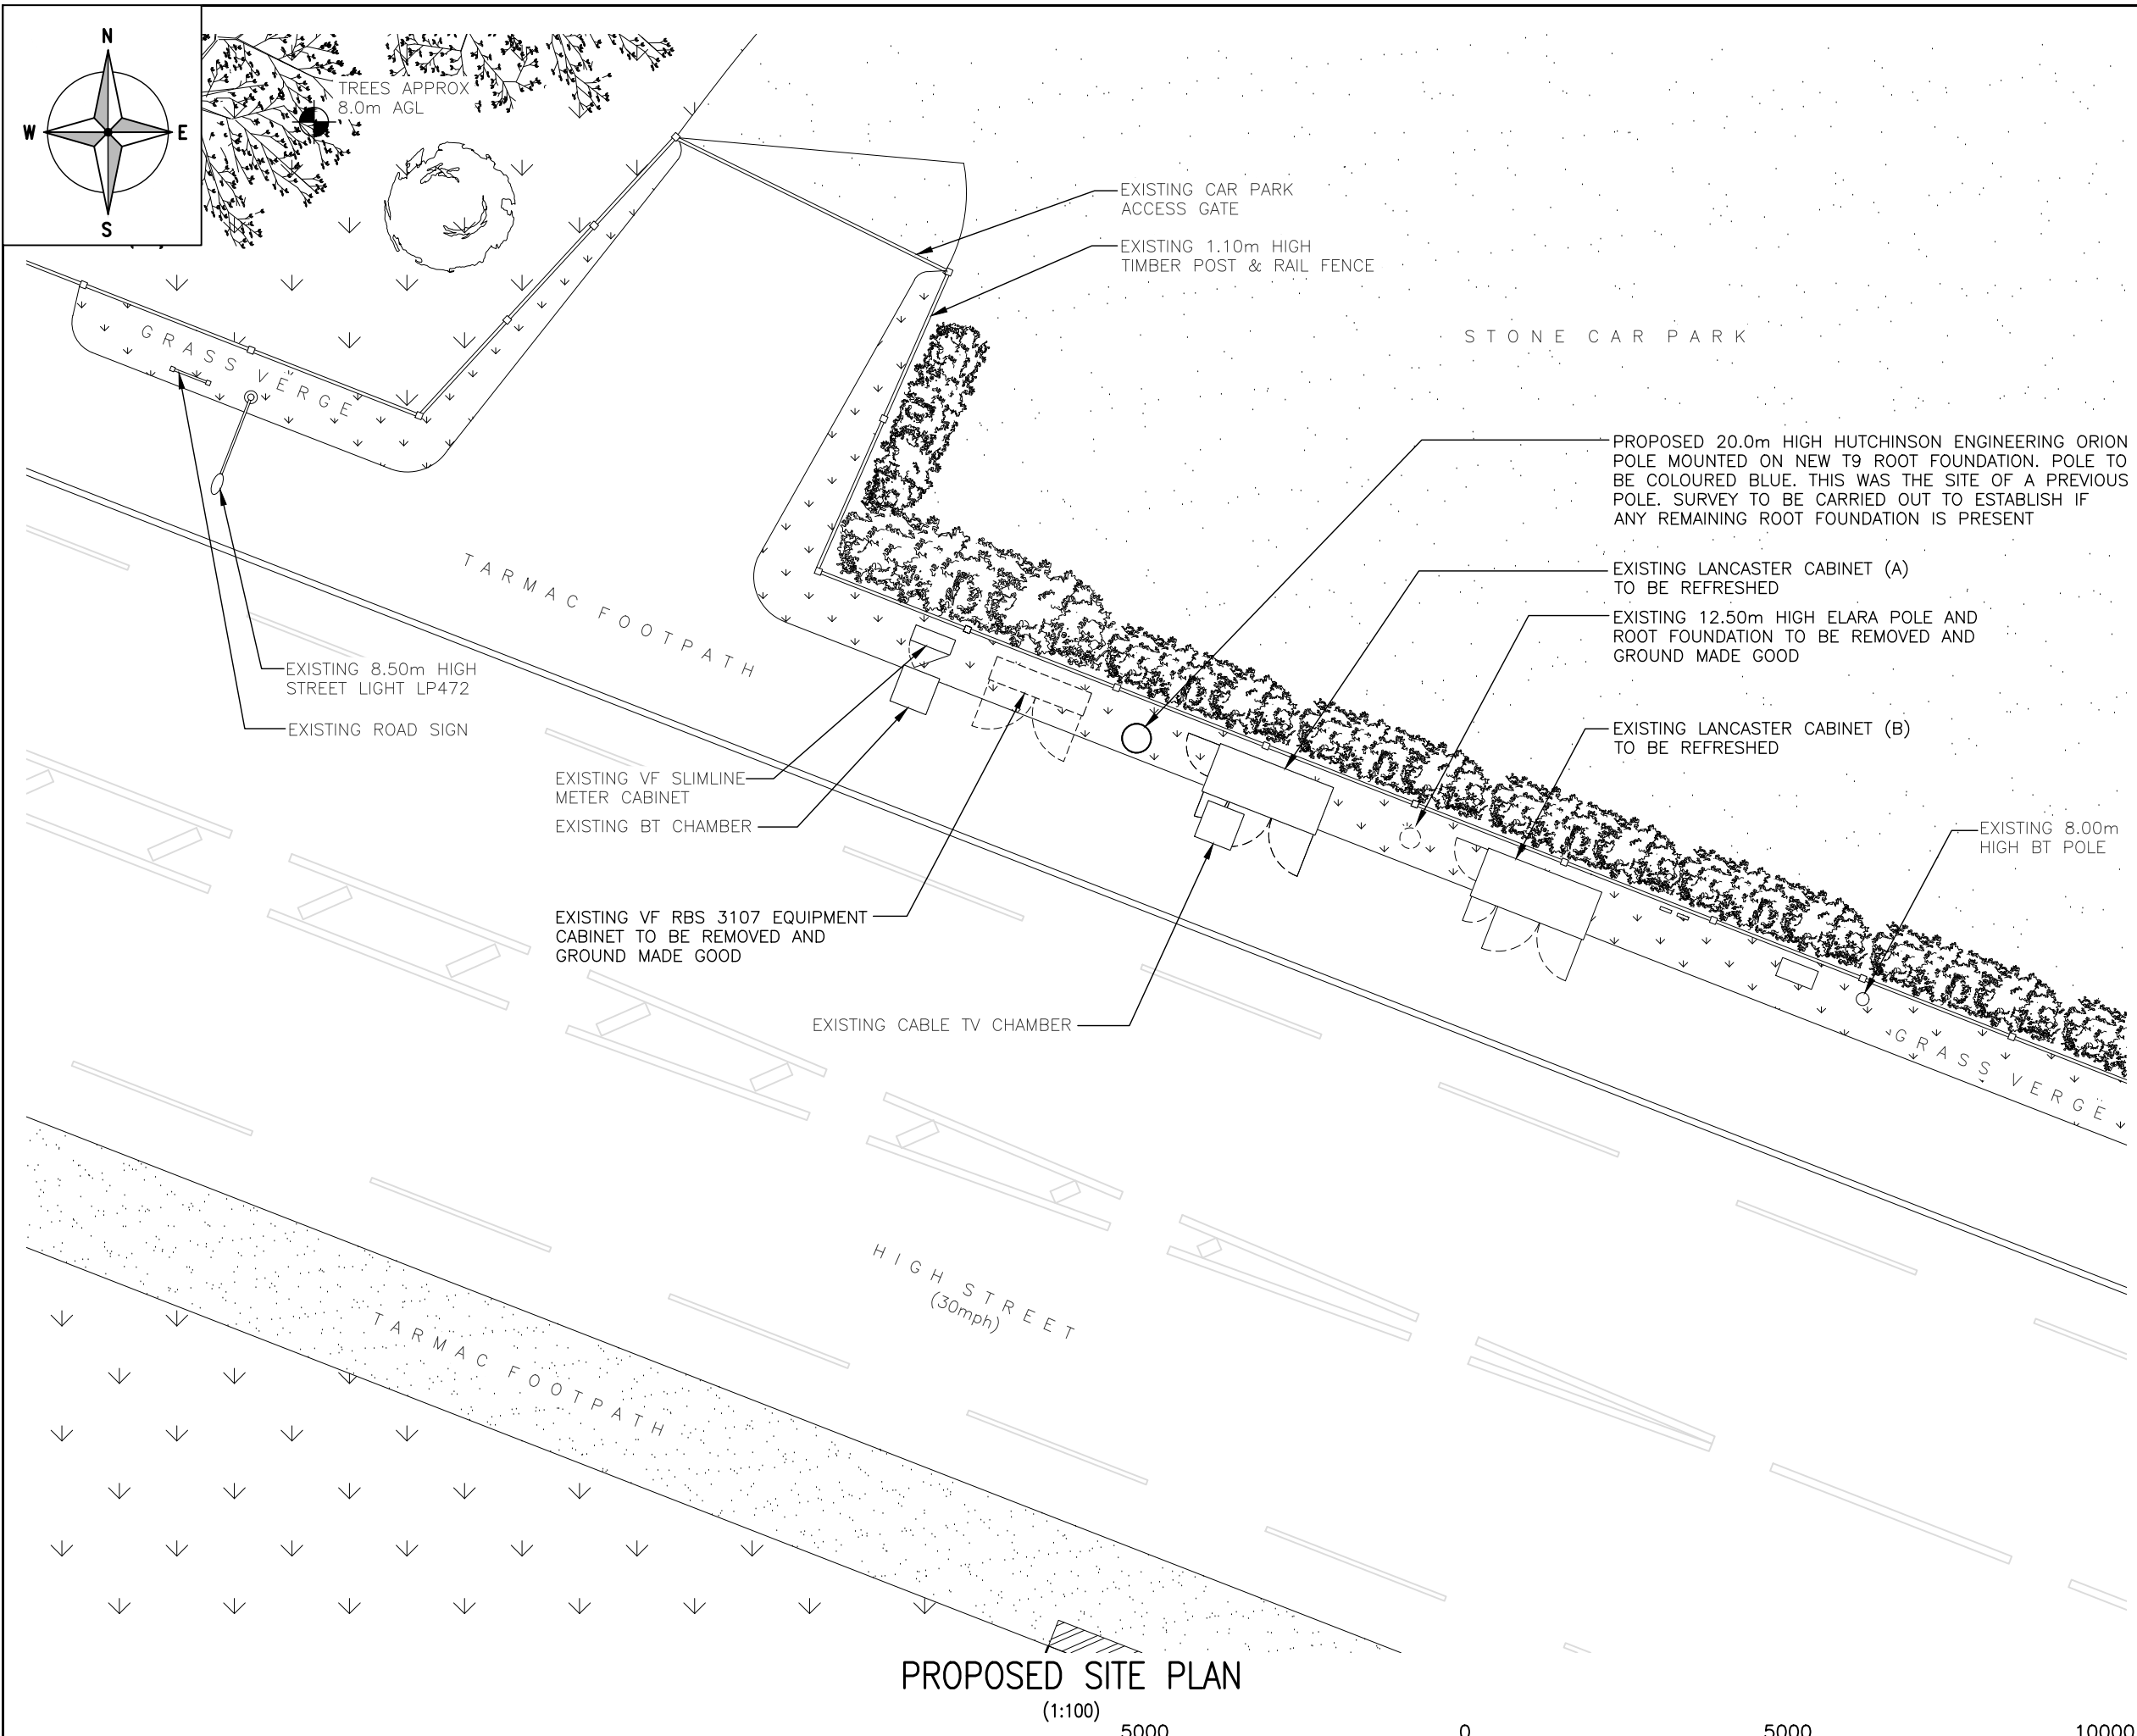 N
W
E
S
TREES APPROX
8.0m AGL
EXISTING CAR PARK
ACCESS GATE
EXISTING 1.10m HIGH
TIMBER POST & RAIL FENCE
STONE CAR PARK
GRASS VERGE
PROPOSED 20.0m HIGH HUTCHINSON ENGINEERING ORION
POLE MOUNTED ON NEW T9 ROOT FOUNDATION. POLE TO
BE COLOURED BLUE. THIS WAS THE SITE OF A PREVIOUS
POLE. SURVEY TO BE CARRIED OUT TO ESTABLISH IF
ANY REMAINING ROOT FOUNDATION IS PRESENT
EXISTING LANCASTER CABINET (A)
TO BE REFRESHED
EXISTING 12.50m HIGH ELARA POLE AND
ROOT FOUNDATION TO BE REMOVED AND
GROUND MADE GOOD
TARMAC FOOTPATH
EXISTING 8.50m HIGH
STREET LIGHT LP472
EXISTING ROAD SIGN
EXISTING LANCASTER CABINET (B)
TO BE REFRESHED
EXISTING VF SLIMLINE
METER CABINET
EXISTING BT CHAMBER
EXISTING 8.00m
HIGH BT POLE
EXISTING VF RBS 3107 EQUIPMENT
CABINET TO BE REMOVED AND
GROUND MADE GOOD
EXISTING CABLE TV CHAMBER
GRASS VERGE
HIGH STREET
(30mph)
TARMAC FOOTPATH
PROPOSED SITE PLAN
(1:100)
5000 0 5000 10000